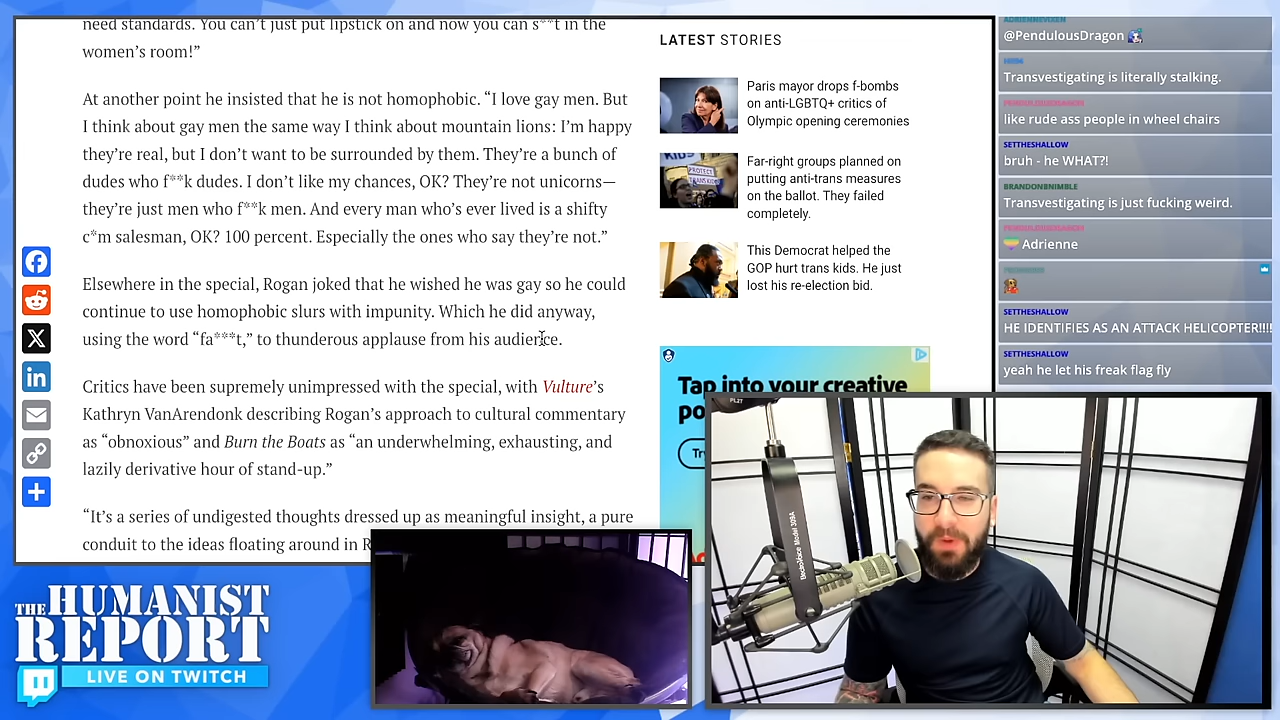 need standards. You can’t just put lipstick on and now you can s**t in the
women’s room!”
At another point he insisted that he is not homophobic. “I love gay men. But
I think about gay men the same way I think about mountain lions: I’m happy
they’re real, but I don’t want to be surrounded by them. They’re a bunch of
dudes who f**k dudes. I don’t like my chances, OK? They’re not unicorns—
they’re just men who f**k men. And every man who’s ever lived is a shifty
c*m salesman, OK? 100 percent. Especially the ones who say they’re not.”
Elsewhere in the special, Rogan joked that he wished he was gay so he could
continue to use homophobic slurs with impunity. Which he did anyway,
using the word “fa***t,” to thunderous applause from his audience.
Critics have been supremely unimpressed with the special, with Vulture’s
Kathryn VanArendonk describing Rogan’s approach to cultural commentary
as “obnoxious” and Burn the Boats as “an underwhelming, exhausting, and
lazily derivative hour of stand-up.”
“It’s a series of undigested thoughts dressed up as meaningful insight, a pure
conduit to the ideas floating around in R
LATEST STORIES
Paris mayor drops f-bombs
on anti-LGBTQ+ critics of
Olympic opening ceremonies
Far-right groups planned on
putting anti-trans measures
on the ballot. They failed
completely.
This Democrat helped the
GOP hurt trans kids. He just
lost his re-election bid.
KIDS
PROTECT
TRANS KIDS
Tap into your creative
po
Try
ADRIENNEVIXEN
@PendulousDragon
Transvestigating is literally stalking.
like rude ass people in wheel chairs
SETTHESHALLOW
bruh - he WHAT?!
BRANDONBNIMBLE
Transvestigating is just fucking weird.
Adrienne
SETTHESHALLOW
HE IDENTIFIES AS AN ATTACK HELICOPTER!!!!
SETTHESHALLOW
yeah he let his freak flag fly
PL2T
ElectroVoice Model 309A
THE HUMANIST
REPORT
LIVE ON TWITCH